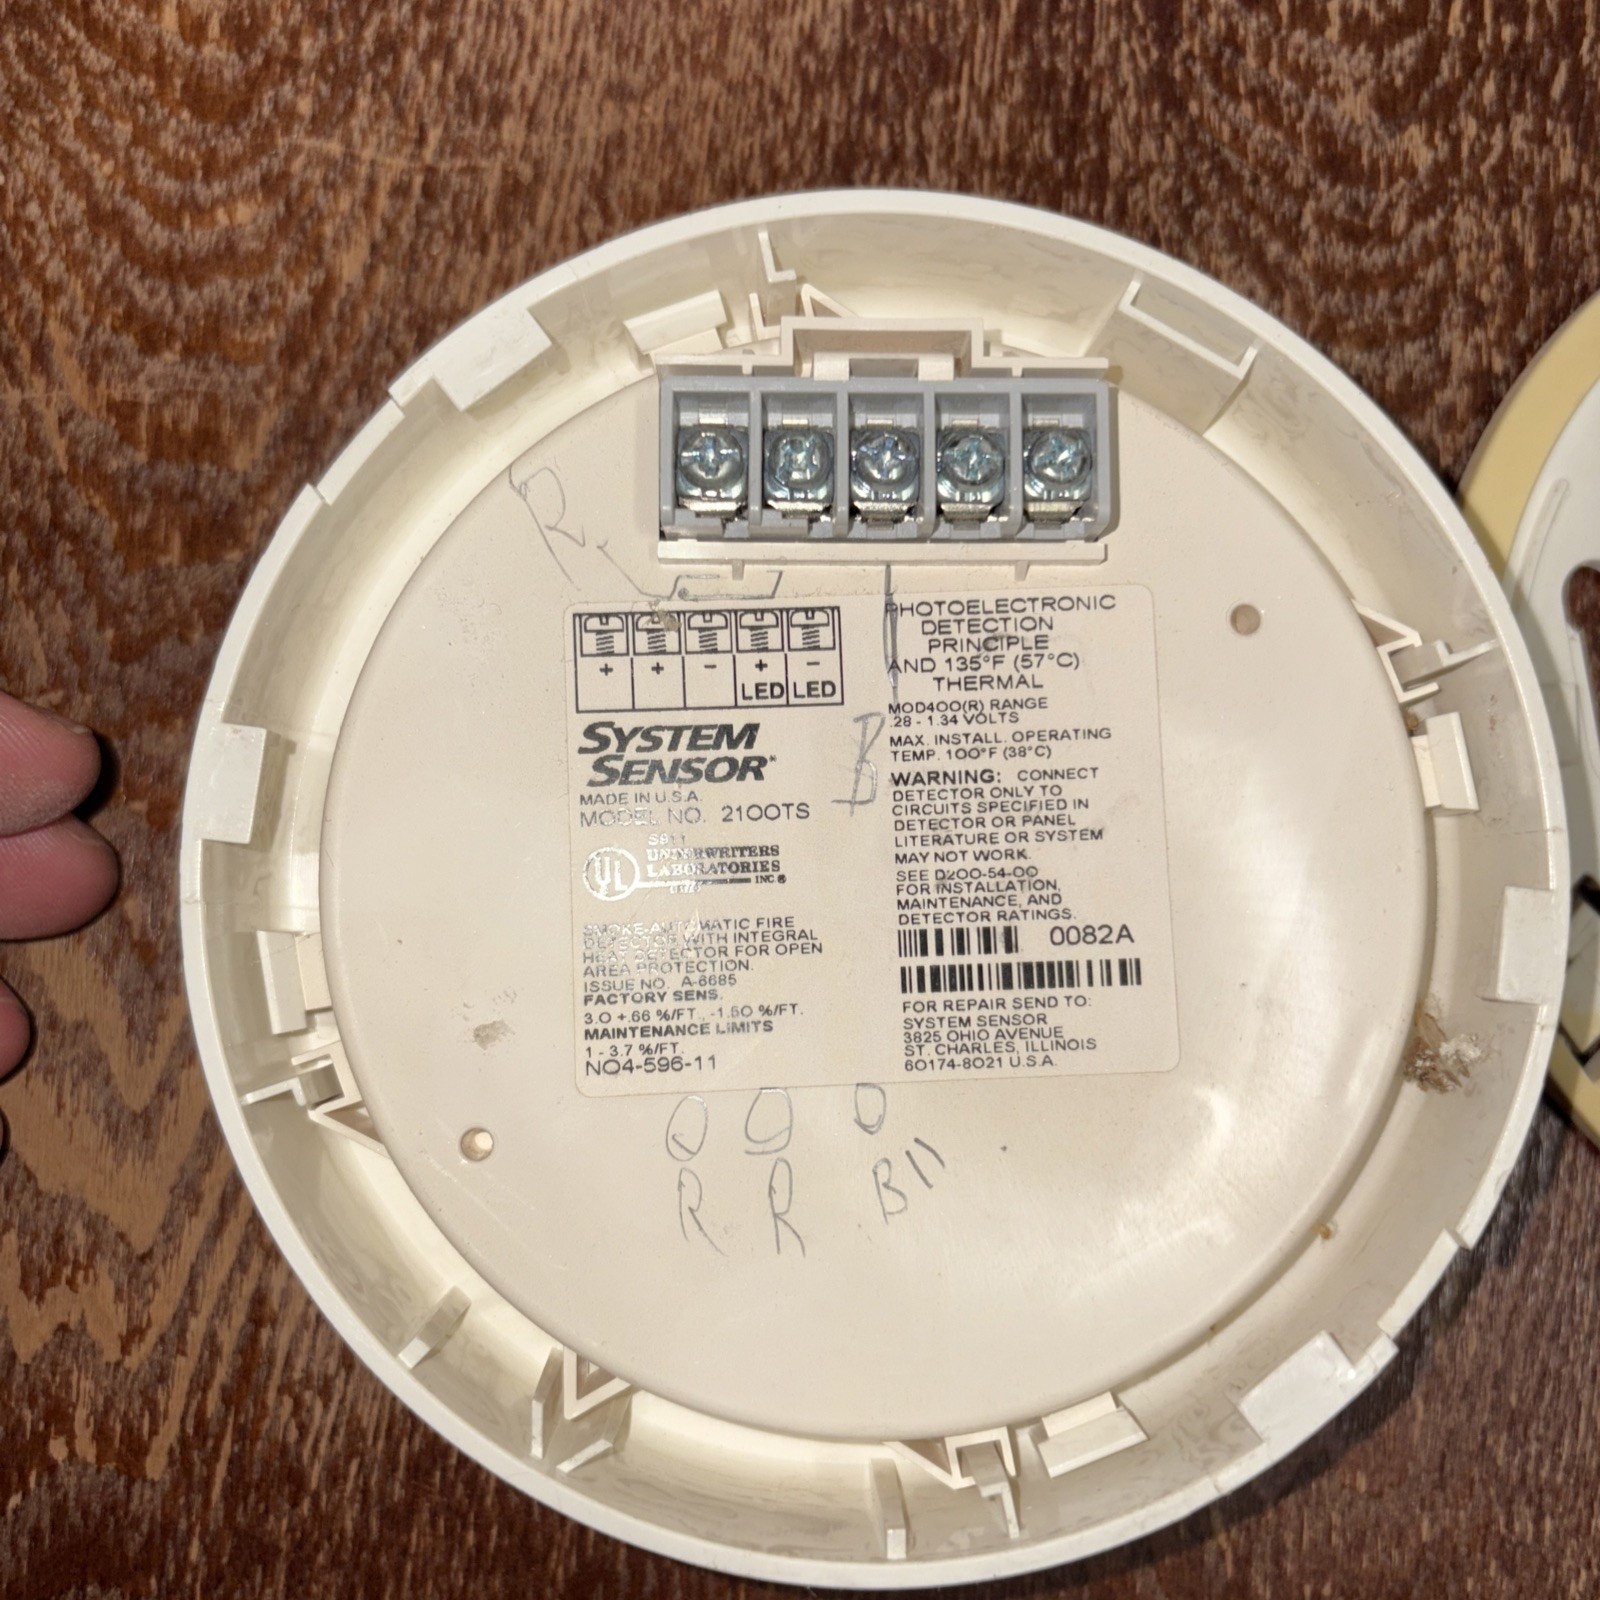 R
+ + - + -
LED LED
SYSTEM
SENSOR
MADE IN U.S.A.
MODEL NO. 2100TS
UL
UNDERWRITERS
LABORATORIES
INC.®
SMOKE-AUTOMATIC FIRE
DETECTOR WITH INTEGRAL
HEAT DETECTOR FOR OPEN
AREA PROTECTION.
ISSUE NO. A-6685
FACTORY SENS.
3.0 +.66 %/FT., -1.50 %/FT.
MAINTENANCE LIMITS
1 - 3.7 %/FT.
N04-596-11
B
PHOTOELECTRONIC
DETECTION
PRINCIPLE
AND 135°F (57°C)
THERMAL
MOD400(R) RANGE
.28 - 1.34 VOLTS
MAX. INSTALL. OPERATING
TEMP. 100°F (38°C)
WARNING: CONNECT
DETECTOR ONLY TO
CIRCUITS SPECIFIED IN
DETECTOR OR PANEL
LITERATURE OR SYSTEM
MAY NOT WORK.
SEE D200-54-00
FOR INSTALLATION,
MAINTENANCE, AND
DETECTOR RATINGS.
0082A
FOR REPAIR SEND TO:
SYSTEM SENSOR
3825 OHIO AVENUE
ST. CHARLES, ILLINOIS
60174-8021 U.S.A.
R R B11